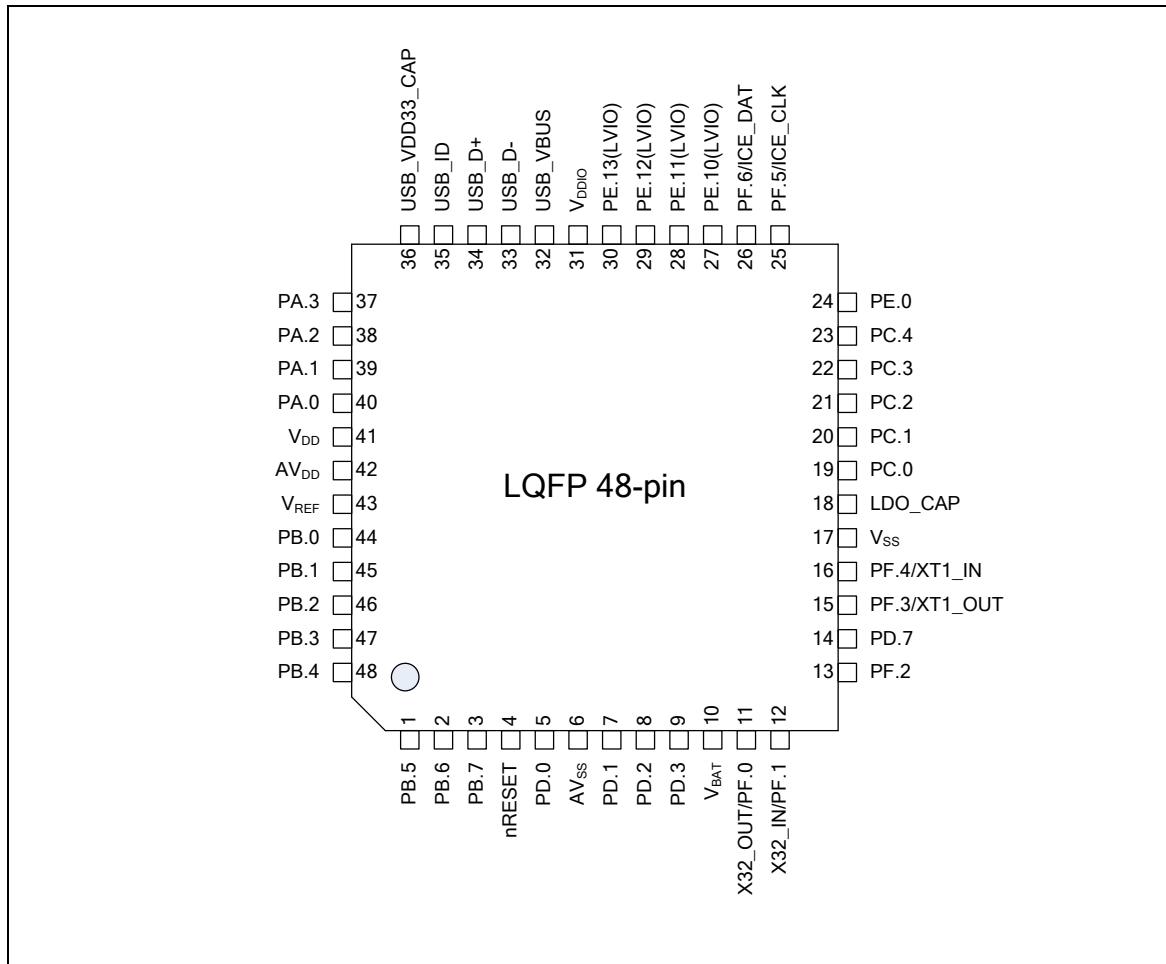 USB_VDD33_CAP
USB_ID
USB_D+
USB_D-
USB_VBUS
VDDIO
PE.13(LVIO)
PE.12(LVIO)
PE.11(LVIO)
PE.10(LVIO)
PF.6/ICE_DAT
PF.5/ICE_CLK
36
35
34
33
32
31
30
29
28
27
26
25
PA.3 37
PA.2 38
PA.1 39
PA.0 40
VDD 41
AVDD 42
VREF 43
PB.0 44
PB.1 45
PB.2 46
PB.3 47
PB.4 48
LQFP 48-pin
24 PE.0
23 PC.4
22 PC.3
21 PC.2
20 PC.1
19 PC.0
18 LDO_CAP
17 VSS
16 PF.4/XT1_IN
15 PF.3/XT1_OUT
14 PD.7
13 PF.2
1
2
3
4
5
6
7
8
9
10
11
12
PB.5
PB.6
PB.7
nRESET
PD.0
AVSS
PD.1
PD.2
PD.3
VBAT
X32_OUT/PF.0
X32_IN/PF.1